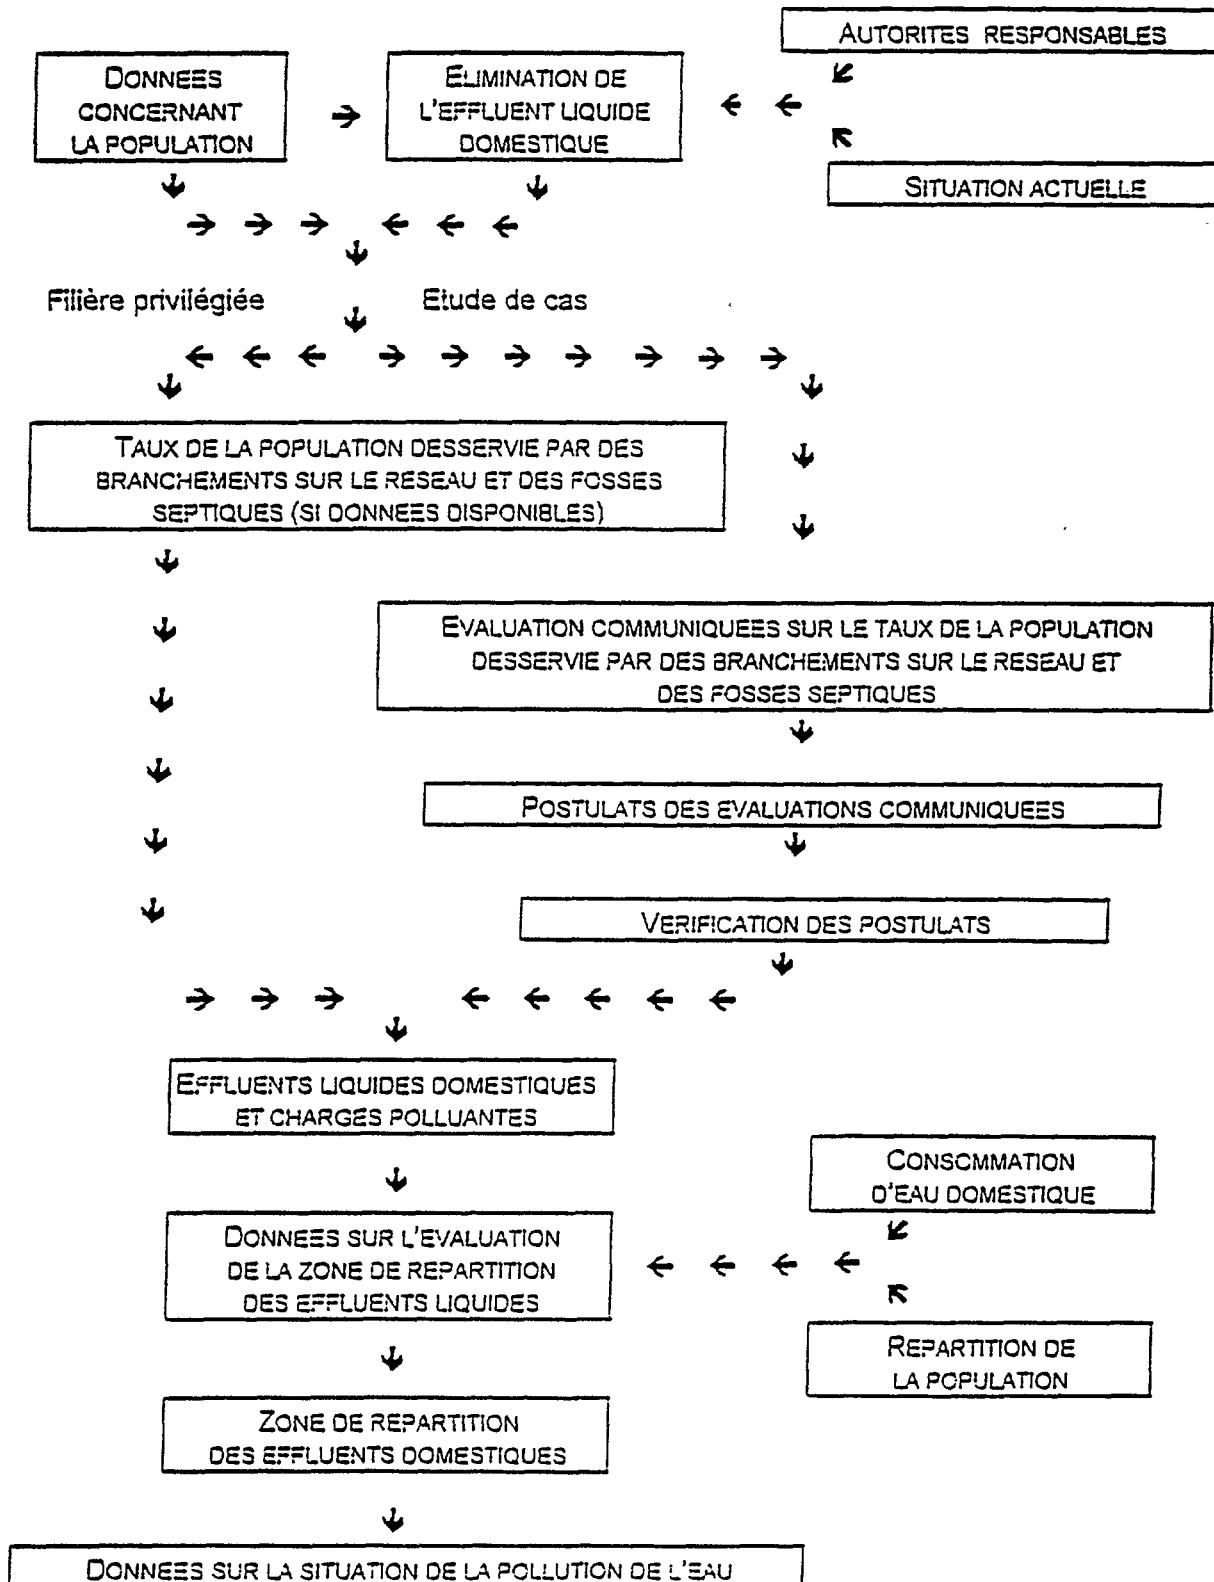 AUTORITES RESPONSABLES
DONNEES
CONCERNANT
LA POPULATION
ELIMINATION DE
L'EFFLUENT LIQUIDE
DOMESTIQUE
SITUATION ACTUELLE
Filière privilégiée
Etude de cas
TAUX DE LA POPULATION DESSERVIE PAR DES
BRANCHEMENTS SUR LE RESEAU ET DES FOSSES
SEPTIQUES (SI DONNEES DISPONIBLES)
EVALUATION COMMUNIQUEES SUR LE TAUX DE LA POPULATION
DESSERVIE PAR DES BRANCHEMENTS SUR LE RESEAU ET
DES FOSSES SEPTIQUES
POSTULATS DES EVALUATIONS COMMUNIQUEES
VERIFICATION DES POSTULATS
EFFLUENTS LIQUIDES DOMESTIQUES
ET CHARGES POLLUANTES
CONSOMMATION
D'EAU DOMESTIQUE
DONNEES SUR L'EVALUATION
DE LA ZONE DE REPARTITION
DES EFFLUENTS LIQUIDES
REPARTITION DE
LA POPULATION
ZONE DE REPARTITION
DES EFFLUENTS DOMESTIQUES
DONNEES SUR LA SITUATION DE LA POLLUTION DE L'EAU